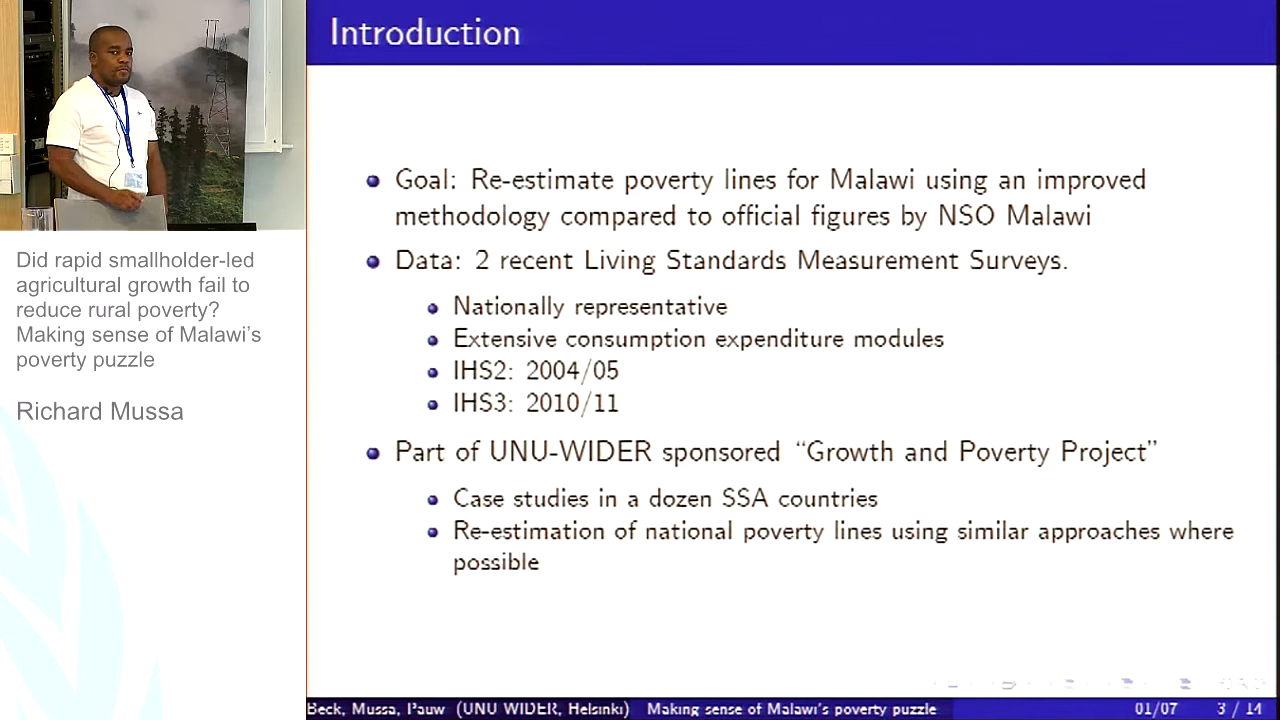 Introduction
Goal: Re-estimate poverty lines for Malawi using an improved
methodology compared to official figures by NSO Malawi
Data: 2 recent Living Standards Measurement Surveys.
Nationally representative
Extensive consumption expenditure modules
IHS2: 2004/05
IHS3: 2010/11
Part of UNU-WIDER sponsored “Growth and Poverty Project”
Case studies in a dozen SSA countries
Re-estimation of national poverty lines using similar approaches where
possible
Did rapid smallholder-led
agricultural growth fail to
reduce rural poverty?
Making sense of Malawi’s
poverty puzzle
Richard Mussa
Beck, Mussa, Pauw (UNU WIDER, Helsinki) Making sense of Malawi's poverty puzzle 01/07 3 / 14